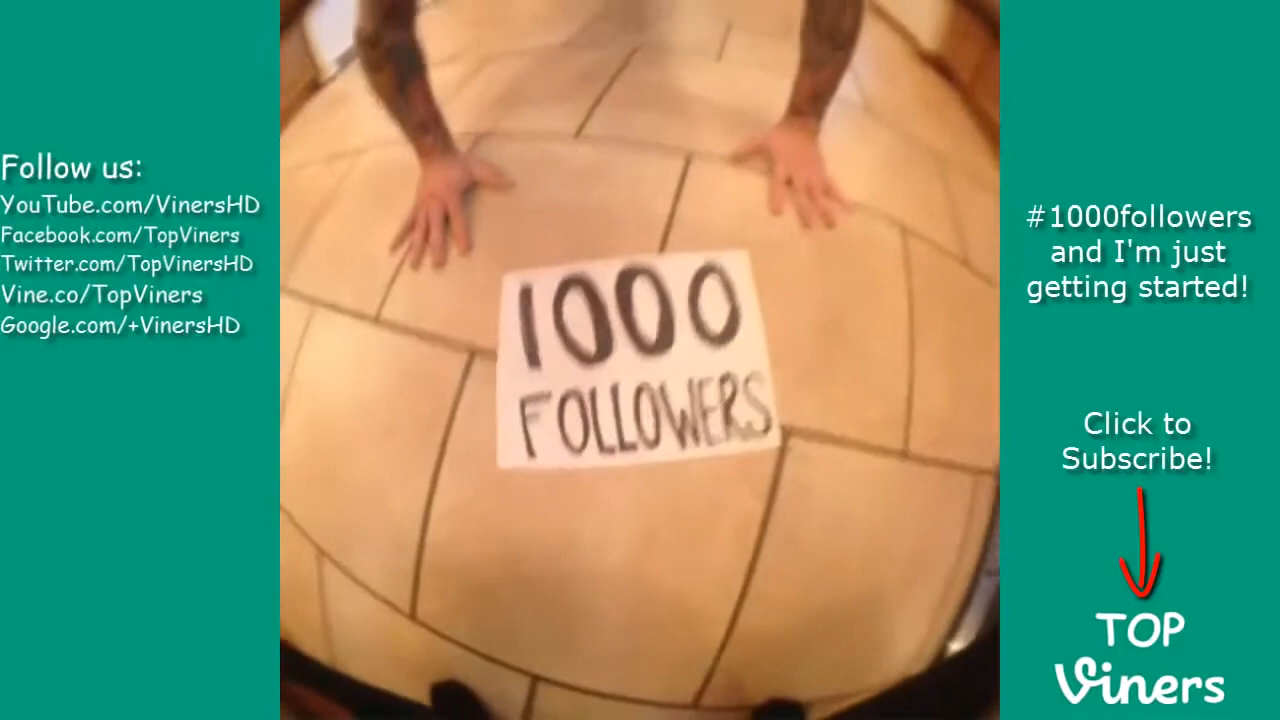 Follow us:
YouTube.com/VinersHD
Facebook.com/TopViners
Twitter.com/TopVinersHD
Vine.co/TopViners
Google.com/+VinersHD
1000
FOLLOWERS
#1000followers
and I'm just
getting started!
Click to
Subscribe!
TOP
Viners